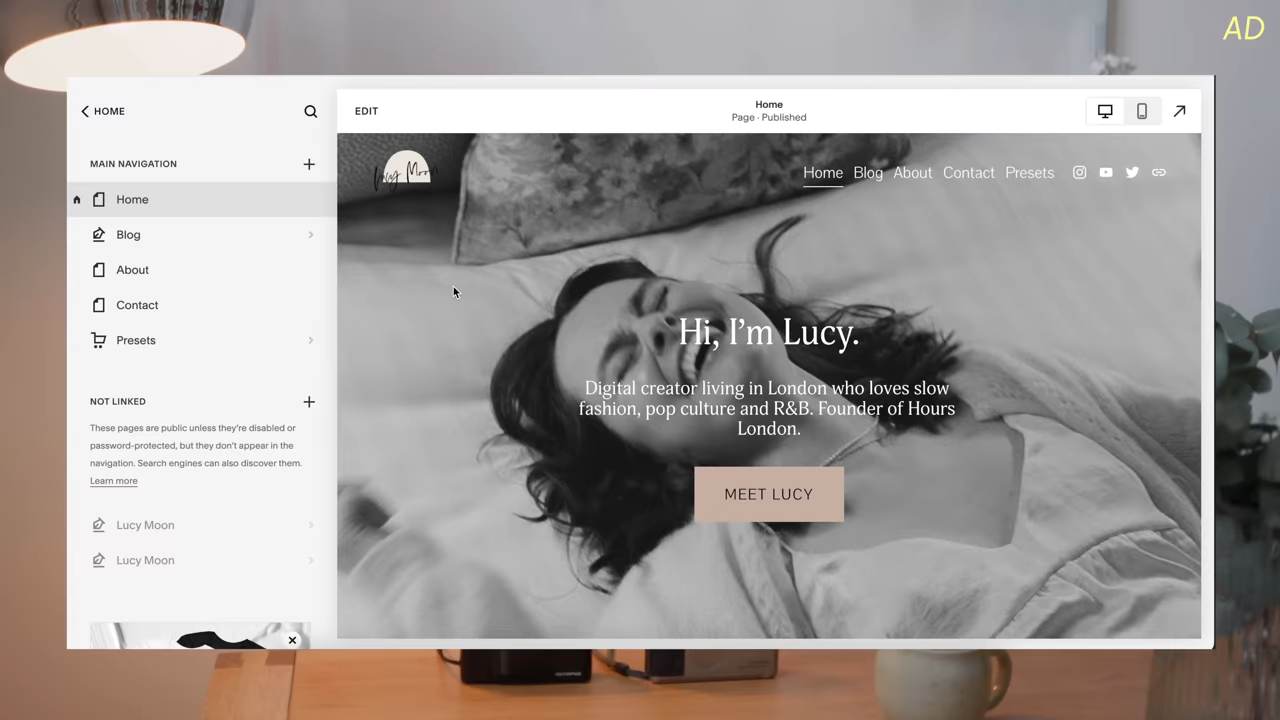 AD
HOME
MAIN NAVIGATION
Home
Blog
About
Contact
Presets
NOT LINKED
These pages are public unless they're disabled or
password-protected, but they don't appear in the
navigation. Search engines can also discover them.
Learn more
Lucy Moon
Lucy Moon
EDIT
Home
Page · Published
Lucy Moon
Home Blog About Contact Presets
Hi, I’m Lucy.
Digital creator living in London who loves slow
fashion, pop culture and R&B. Founder of Hours
London.
MEET LUCY
OLYMPUS